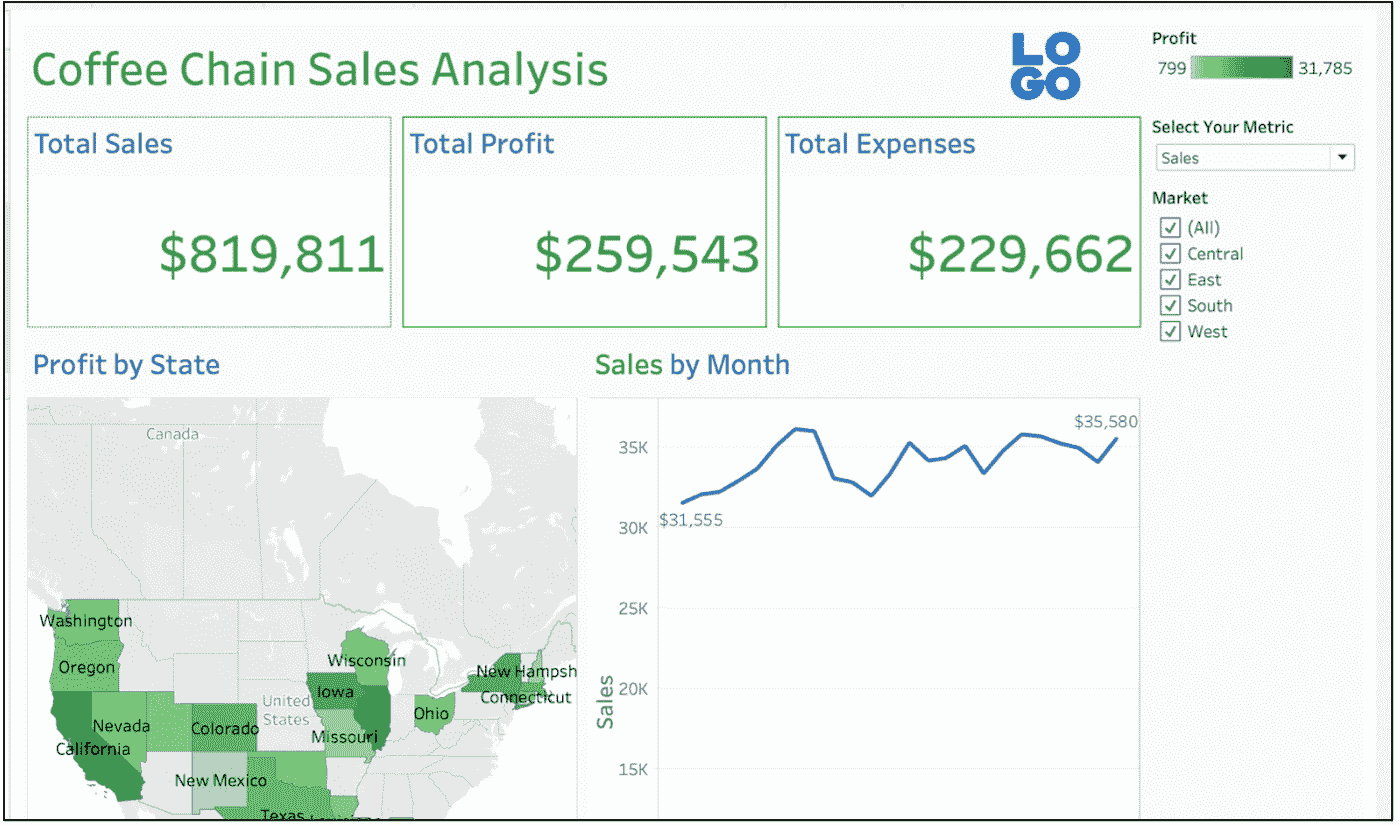 Coffee Chain Sales Analysis
LO
GO
Profit
799 31,785
Select Your Metric
Sales
Market
(All)
Central
East
South
West
Total Sales
$819,811
Total Profit
$259,543
Total Expenses
$229,662
Profit by State
Canada
Washington
Oregon
Wisconsin
New Hampsh
Iowa
Connecticut
United
States
Ohio
Nevada
Colorado
Missouri
California
New Mexico
Texas
Sales by Month
$35,580
35K
$31,555
30K
25K
20K
15K
Sales